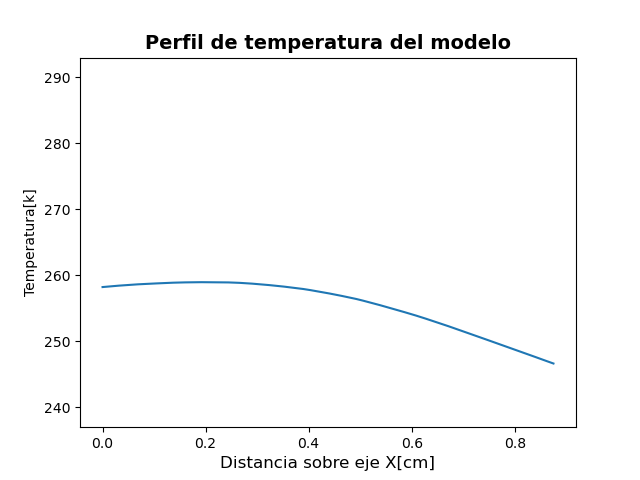 Perfil de temperatura del modelo
290
280
270
260
250
240
Temperatura[k]
0.0 0.2 0.4 0.6 0.8
Distancia sobre eje X[cm]